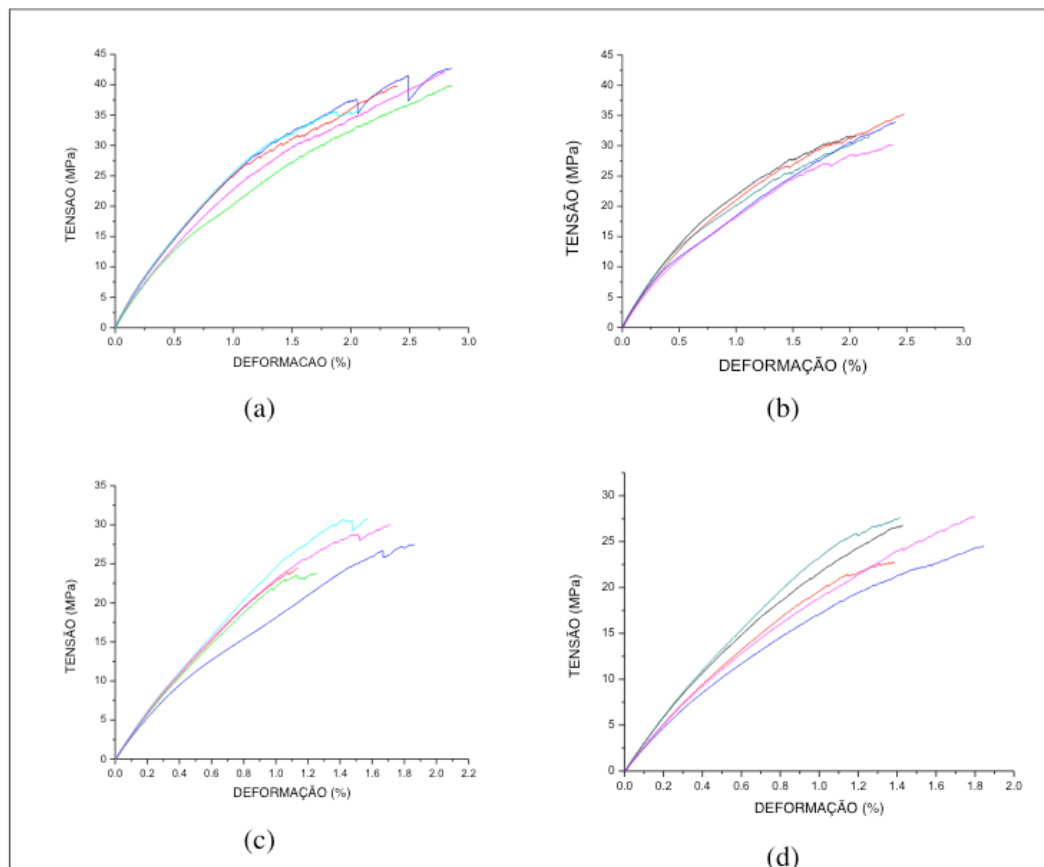 45
40
35
30
25
20
15
10
5
0
TENSAO (MPa)
0.0 0.5 1.0 1.5 2.0 2.5 3.0
DEFORMACAO (%)
(a)
45
40
35
30
25
20
15
10
5
0
TENSÃO (MPa)
0.0 0.5 1.0 1.5 2.0 2.5 3.0
DEFORMAÇÃO (%)
(b)
35
30
25
20
15
10
5
0
TENSÃO (MPa)
0.0 0.2 0.4 0.6 0.8 1.0 1.2 1.4 1.6 1.8 2.0 2.2
DEFORMAÇÃO (%)
(c)
30
25
20
15
10
5
0
TENSÃO (MPa)
0.0 0.2 0.4 0.6 0.8 1.0 1.2 1.4 1.6 1.8 2.0
DEFORMAÇÃO (%)
(d)